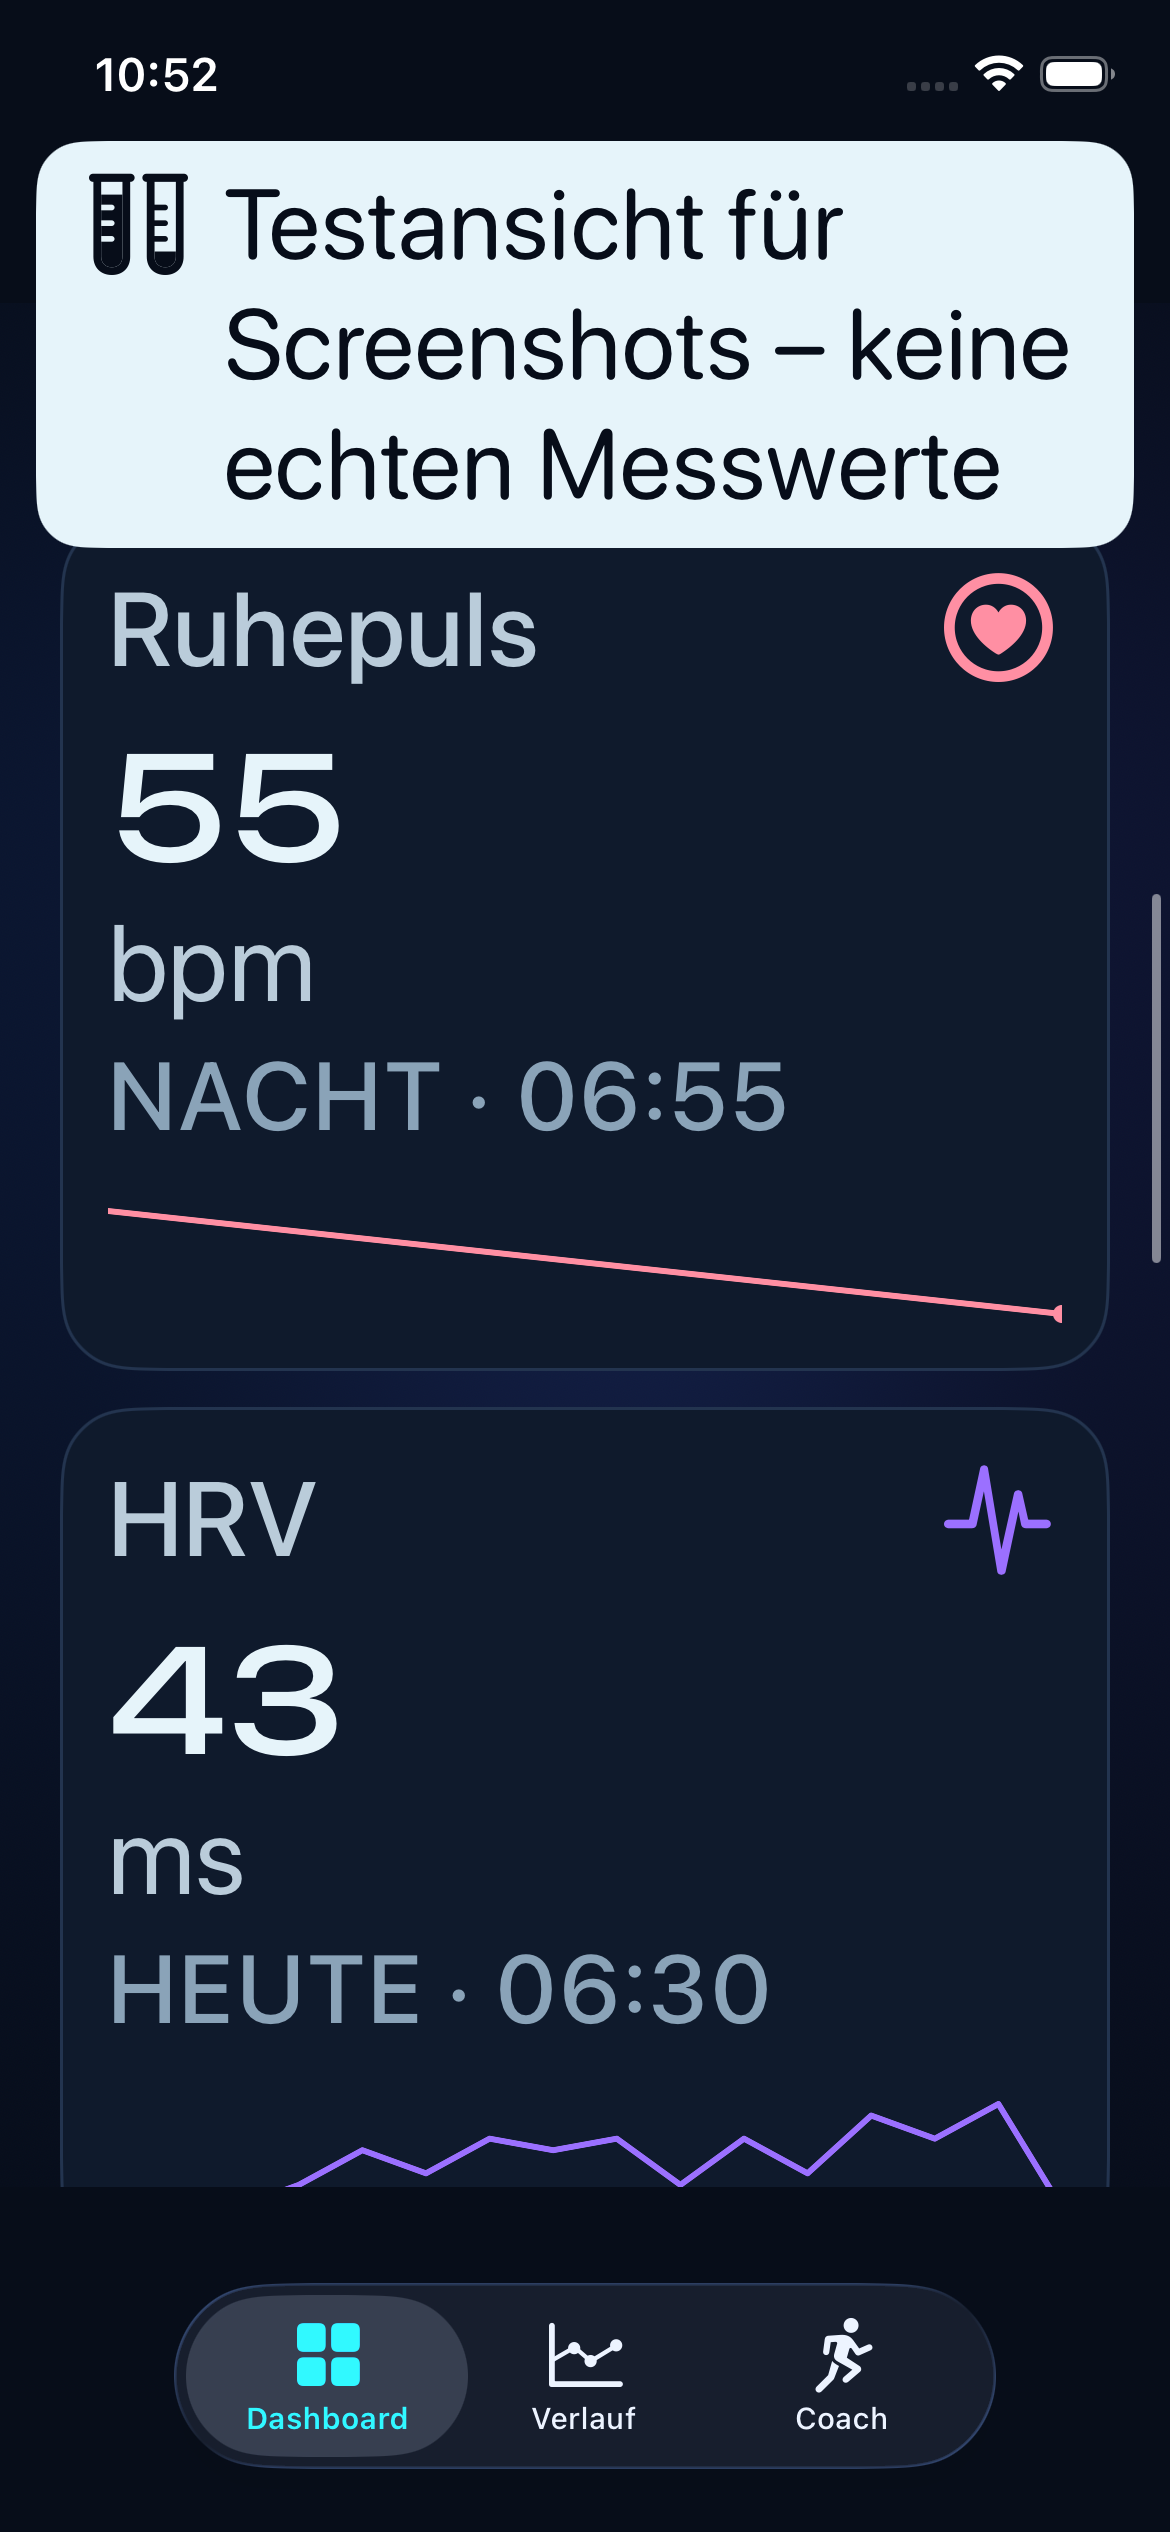 10:52
Testansicht für
Screenshots – keine
echten Messwerte
Ruhepuls
55
bpm
NACHT · 06:55
HRV
43
ms
HEUTE · 06:30
Dashboard
Verlauf
Coach